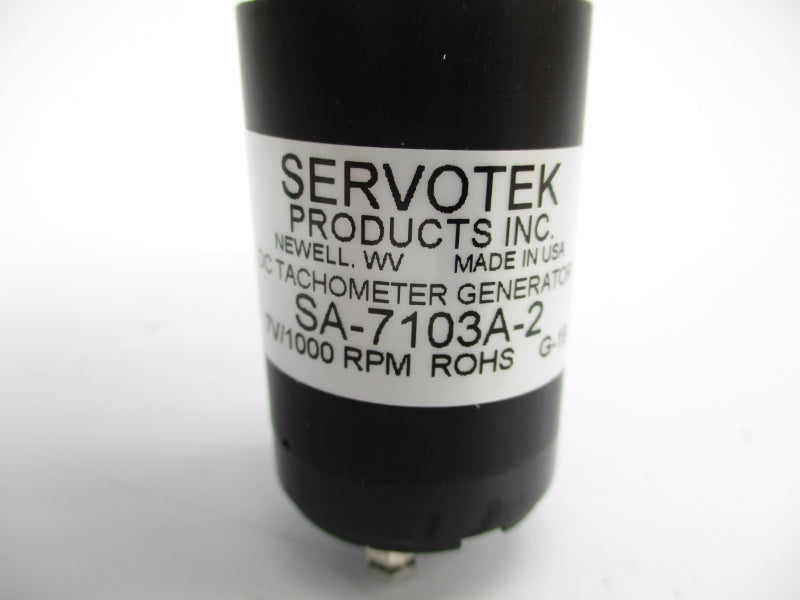 SERVOTEK
PRODUCTS INC.
NEWELL, WV MADE IN USA
DC TACHOMETER GENERATOR
SA-7103A-2
7V/1000 RPM ROHS